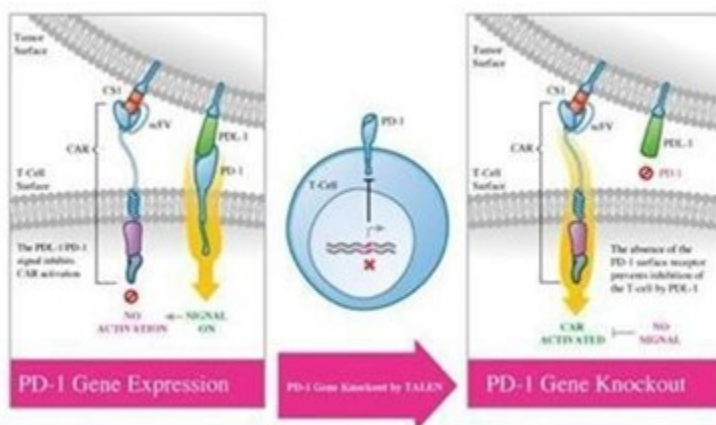 Tumor
Surface
CS1
scFV
PDL-1
CAR
PD-1
T-Cell
Surface
The PDL-1/PD-1
signal inhibits
CAR activation
NO
ACTIVATION
SIGNAL
ON
PD-1 Gene Expression
PD-1
T-Cell
PD-1 Gene Knockout by TALEN
Tumor
Surface
CS1
scFV
PDL-1
CAR
PD-1
T-Cell
Surface
The absence of the
PD-1 surface receptor
prevents inhibition of
the T-cell by PDL-1
CAR
ACTIVATED
NO
SIGNAL
PD-1 Gene Knockout